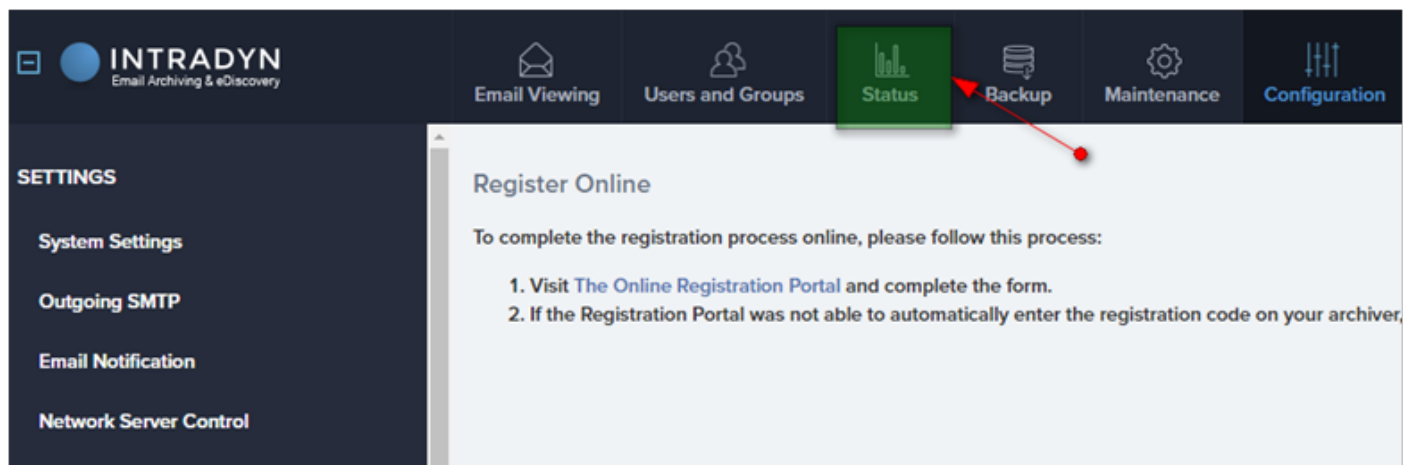 INTRADYN
Email Archiving & eDiscovery
Email Viewing
Users and Groups
Status
Backup
Maintenance
Configuration
SETTINGS
System Settings
Outgoing SMTP
Email Notification
Network Server Control
Register Online
To complete the registration process online, please follow this process:
1. Visit The Online Registration Portal and complete the form.
2. If the Registration Portal was not able to automatically enter the registration code on your archiver,